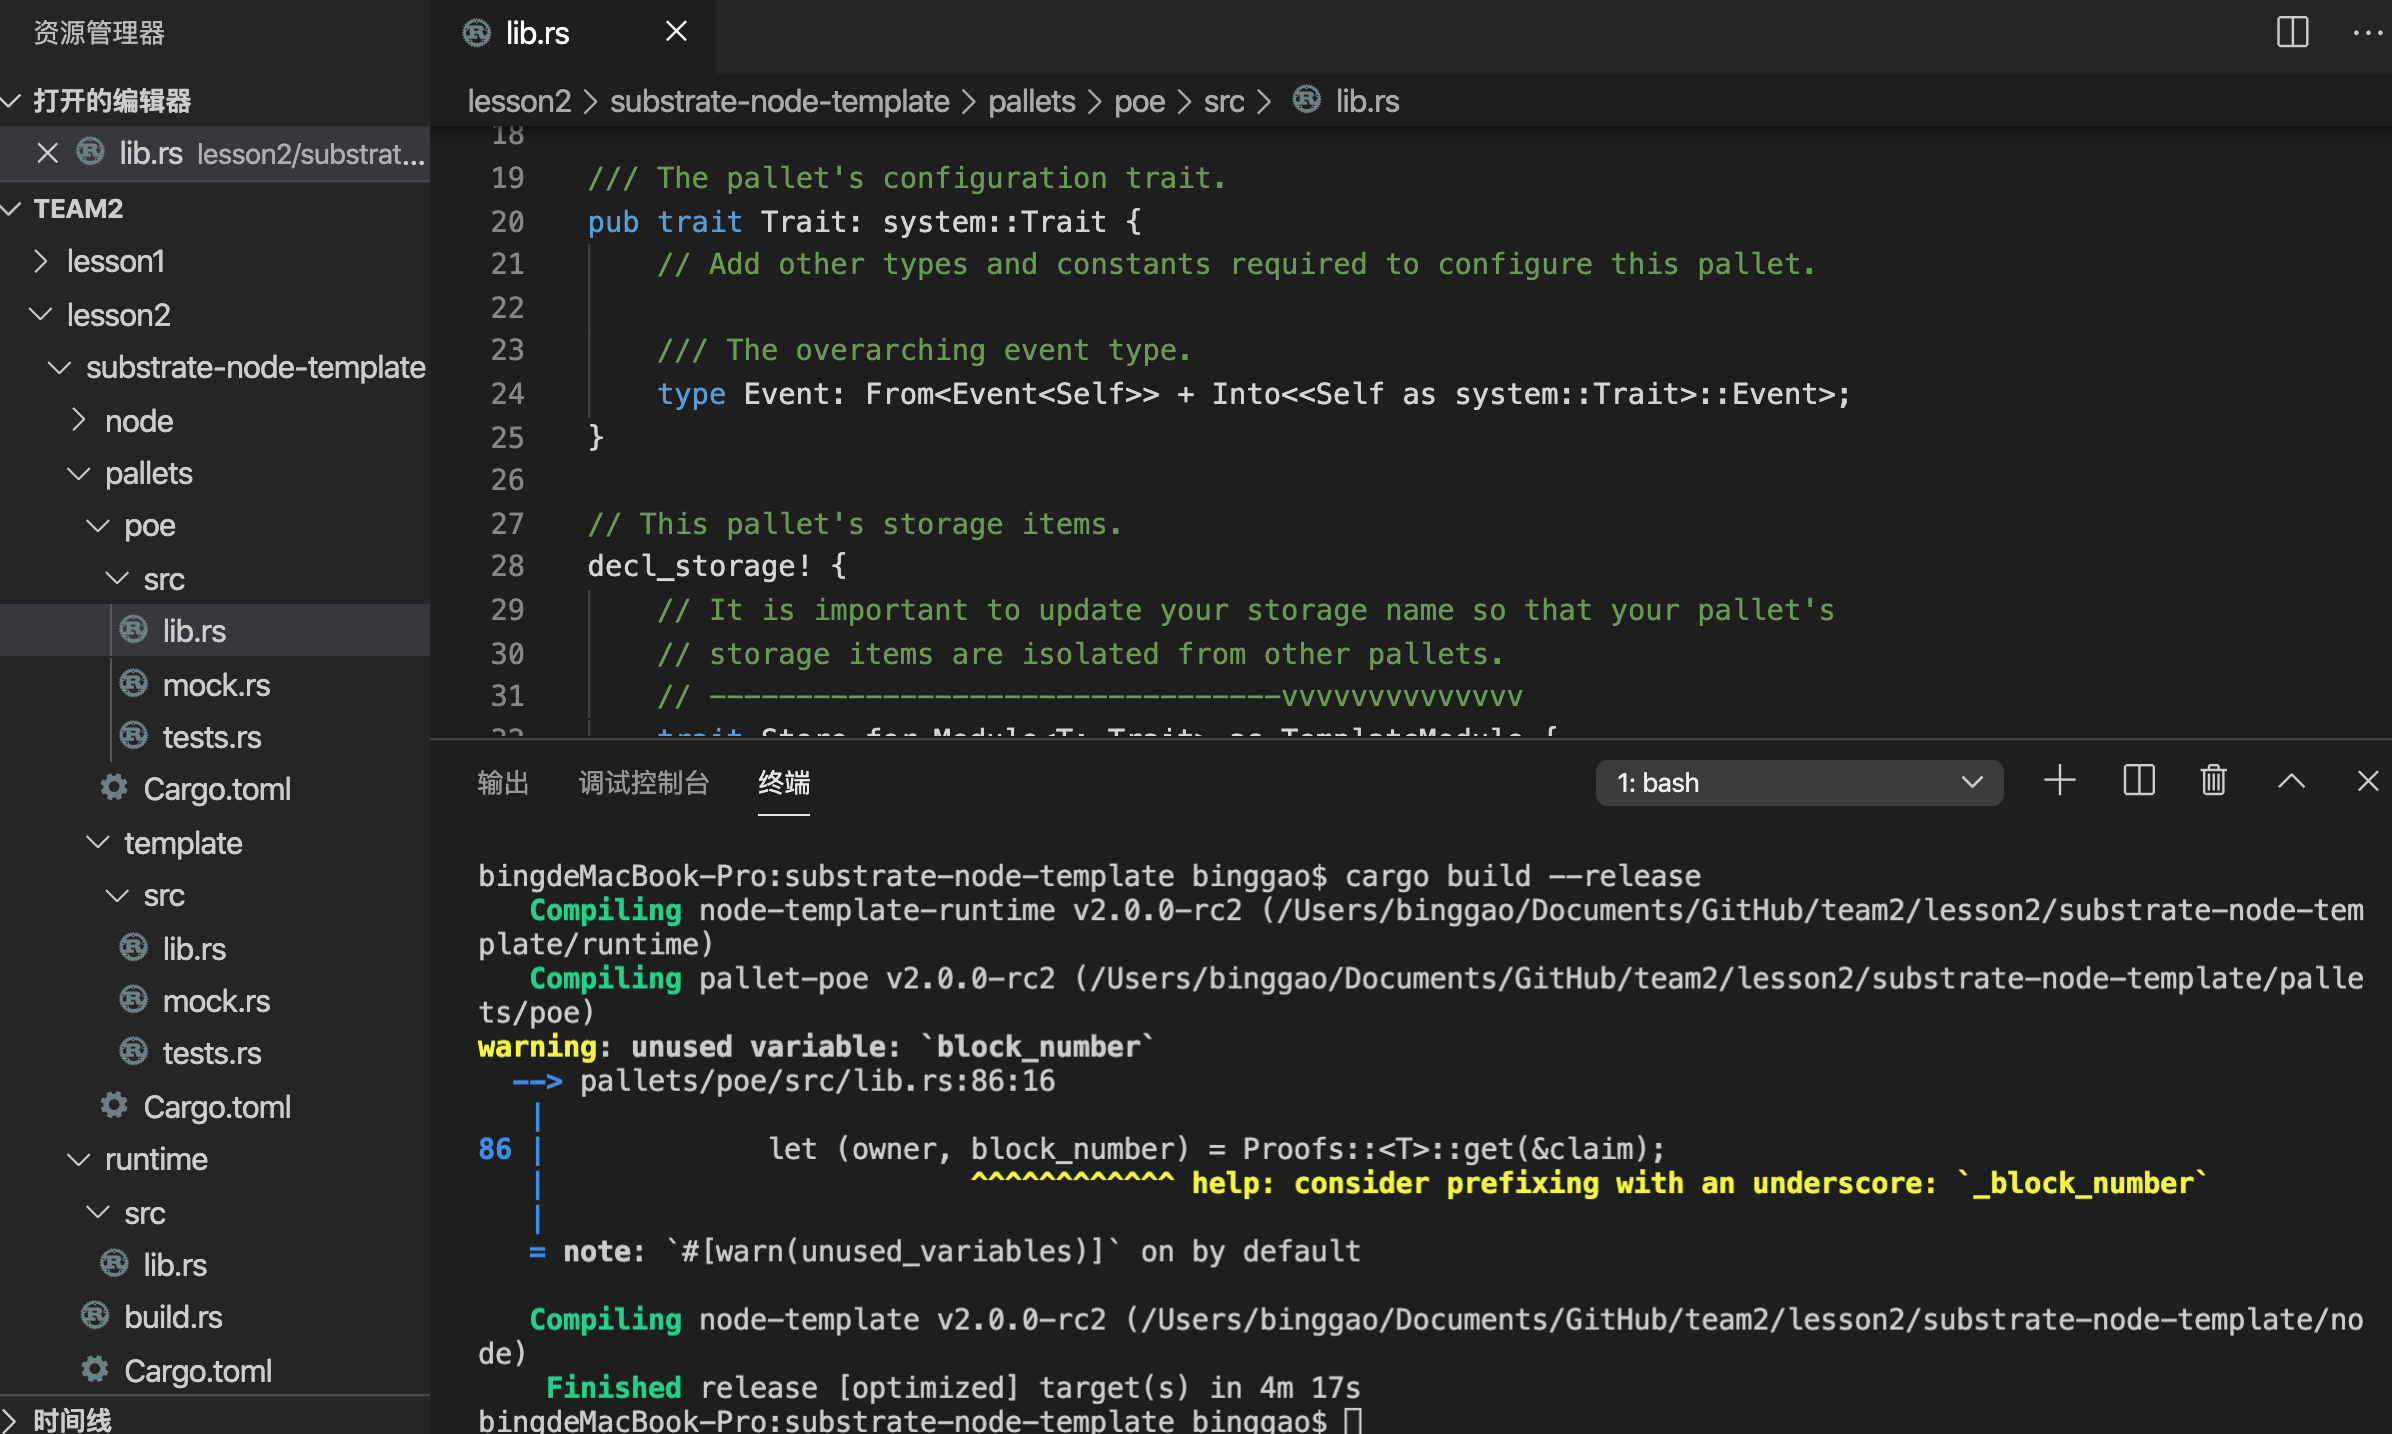 资源管理器
打开的编辑器
lib.rs lesson2/substrat...
TEAM2
lesson1
lesson2
substrate-node-template
node
pallets
poe
src
lib.rs
mock.rs
tests.rs
Cargo.toml
template
src
lib.rs
mock.rs
tests.rs
Cargo.toml
runtime
src
lib.rs
build.rs
Cargo.toml
时间线
lib.rs
lesson2 > substrate-node-template > pallets > poe > src > lib.rs
18
19 /// The pallet's configuration trait.
20 pub trait Trait: system::Trait {
21 // Add other types and constants required to configure this pallet.
22
23 /// The overarching event type.
24 type Event: From<Event<Self>> + Into<<Self as system::Trait>::Event>;
25 }
26
27 // This pallet's storage items.
28 decl_storage! {
29 // It is important to update your storage name so that your pallet's
30 // storage items are isolated from other pallets.
31 // ---------------------------------vvvvvvvvvvvvvv
32 trait Store for Module<T: Trait> as TemplateModule {
输出 调试控制台 终端 1: bash
bingdeMacBook-Pro:substrate-node-template binggao$ cargo build --release
Compiling node-template-runtime v2.0.0-rc2 (/Users/binggao/Documents/GitHub/team2/lesson2/substrate-node-tem
plate/runtime)
Compiling pallet-poe v2.0.0-rc2 (/Users/binggao/Documents/GitHub/team2/lesson2/substrate-node-template/palle
ts/poe)
warning: unused variable: `block_number`
--> pallets/poe/src/lib.rs:86:16
|
86 | let (owner, block_number) = Proofs::<T>::get(&claim);
| ^^^^^^^^^^^^ help: consider prefixing with an underscore: `_block_number`
|
= note: `#[warn(unused_variables)]` on by default
Compiling node-template v2.0.0-rc2 (/Users/binggao/Documents/GitHub/team2/lesson2/substrate-node-template/no
de)
Finished release [optimized] target(s) in 4m 17s
bingdeMacBook-Pro:substrate-node-template binggao$